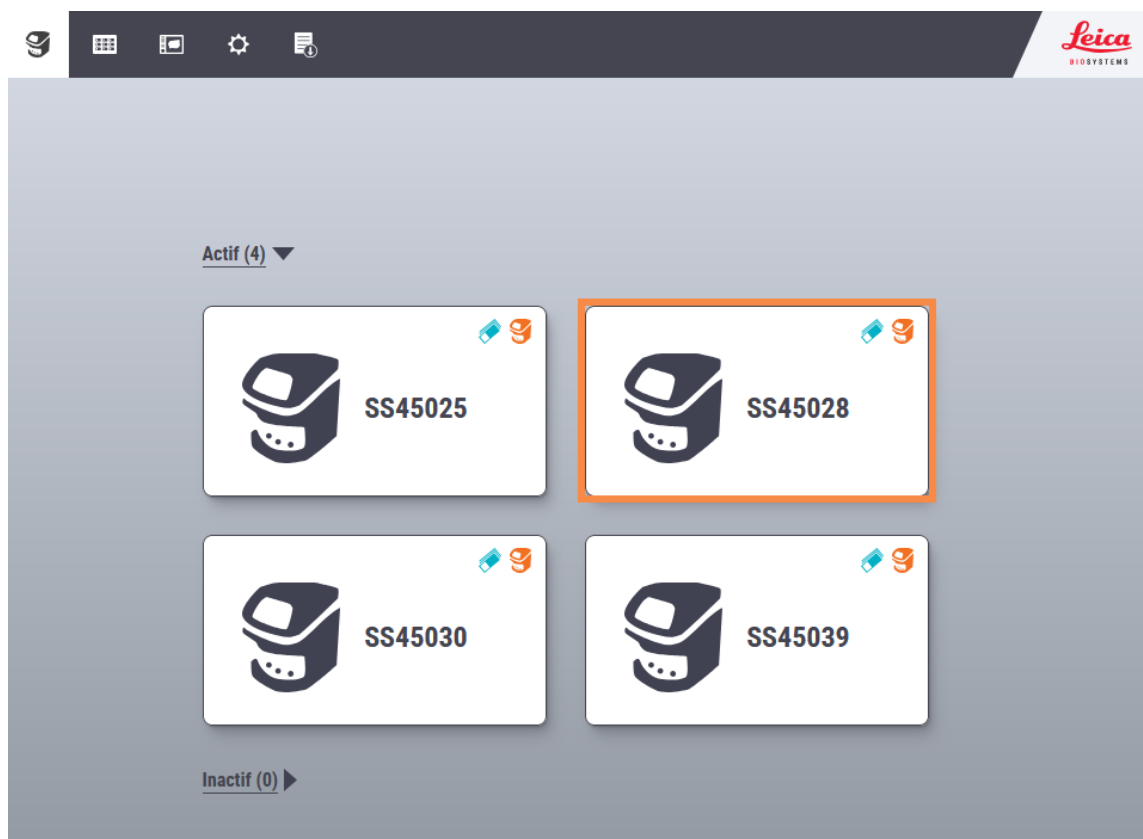 Leica
BIOSYSTEMS
Actif (4)
SS45025
SS45028
SS45030
SS45039
Inactif (0)